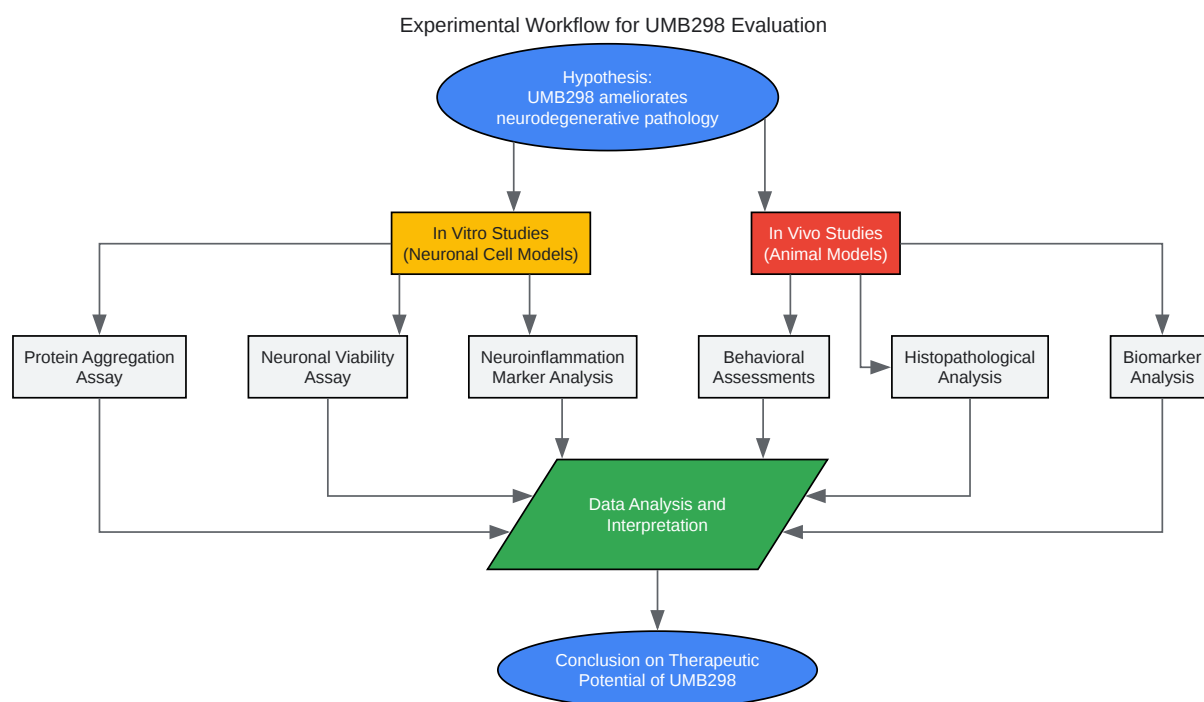 Experimental Workflow for UMB298 Evaluation
Hypothesis:
UMB298 ameliorates
neurodegenerative pathology
In Vitro Studies
(Neuronal Cell Models)
In Vivo Studies
(Animal Models)
Protein Aggregation
Assay
Neuronal Viability
Assay
Neuroinflammation
Marker Analysis
Behavioral
Assessments
Histopathological
Analysis
Biomarker
Analysis
Data Analysis and
Interpretation
Conclusion on Therapeutic
Potential of UMB298